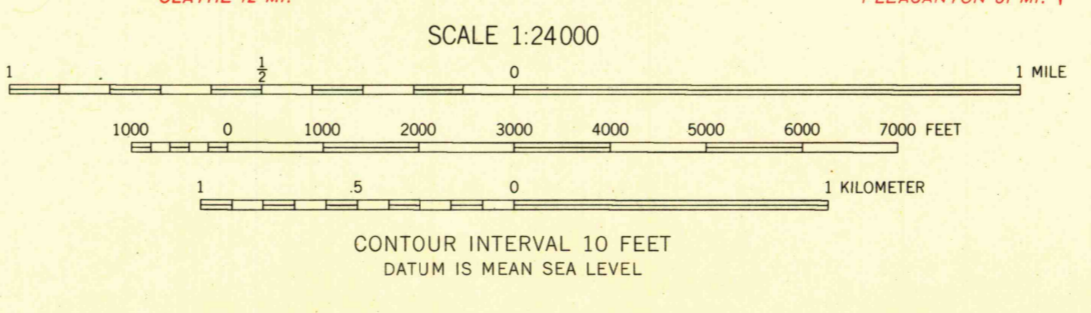 SCALE 1:24000
1 ½ 0 1 MILE
1000 0 1000 2000 3000 4000 5000 6000 7000 FEET
1 .5 0 1 KILOMETER
CONTOUR INTERVAL 10 FEET
DATUM IS MEAN SEA LEVEL